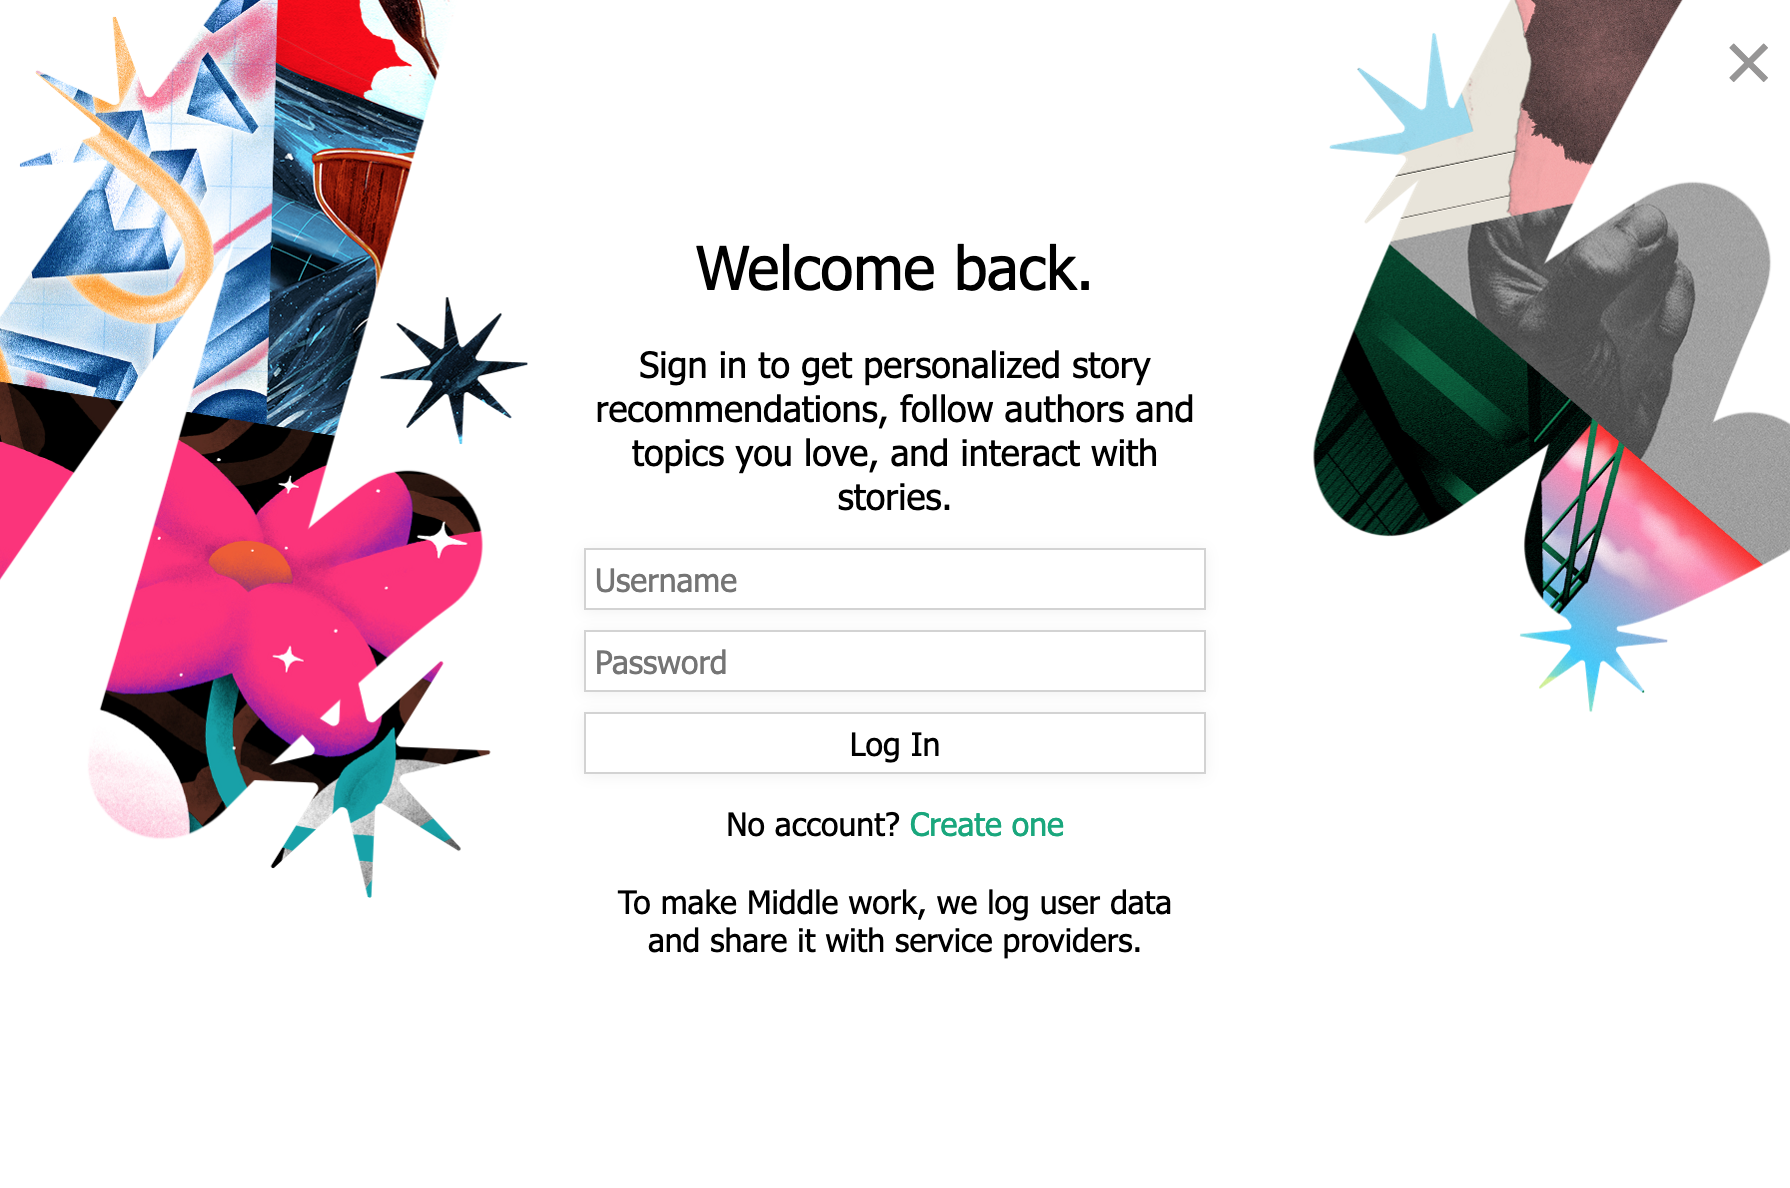 Welcome back.
Sign in to get personalized story
recommendations, follow authors and
topics you love, and interact with
stories.
Username
Password
Log In
No account? Create one
To make Middle work, we log user data
and share it with service providers.